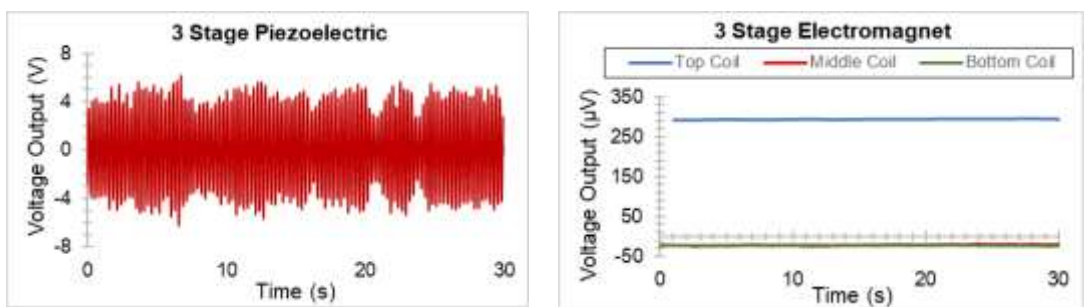 3 Stage Piezoelectric
Voltage Output (V)
8
4
0
-4
-8
0 10 20 30
Time (s)
3 Stage Electromagnet
Top Coil Middle Coil Bottom Coil
Voltage Output (µV)
350
250
150
50
-50
0 10 20 30
Time (s)